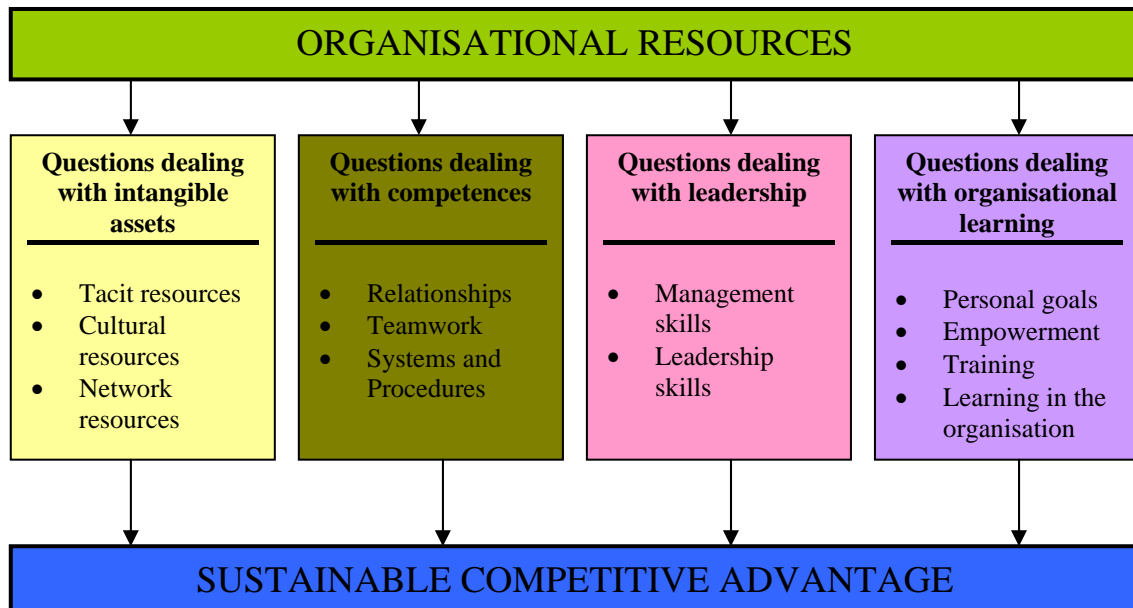 ORGANISATIONAL RESOURCES
Questions dealing
with intangible
assets
• Tacit resources
• Cultural
resources
• Network
resources
Questions dealing
with competences
• Relationships
• Teamwork
• Systems and
Procedures
Questions dealing
with leadership
• Management
skills
• Leadership
skills
Questions dealing
with organisational
learning
• Personal goals
• Empowerment
• Training
• Learning in the
organisation
SUSTAINABLE COMPETITIVE ADVANTAGE